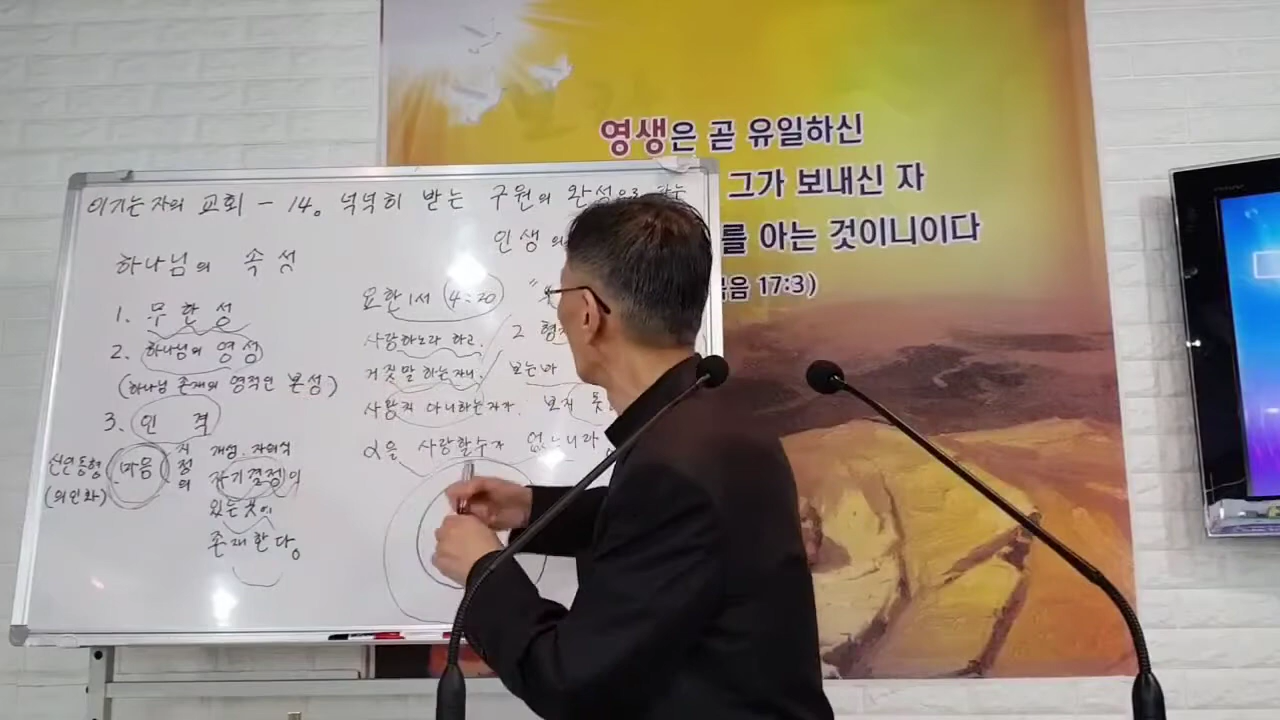 영생은 곧 유일하신
그가 보내신 자
를 아는 것이니이다
음 17:3)
이기는 자의 교회 - 14. 넉넉히 받는 구원의 완성으로
인생
하나님의 속성
1. 무한성
2. 하나님의 영성
(하나님 존재의 영적인 본성)
3. 인격
신인동형
(의인화)
마음
지
정
의
개업. 자의식
자기결정이
있는 곳에
존재한다.
요한1서 4:20
사랑하노라 하고. 그 형
거짓말 하는 자니. 보는 바
사랑치 아니하는 자가. 보지 못
α을 사랑할 수가 없느니라